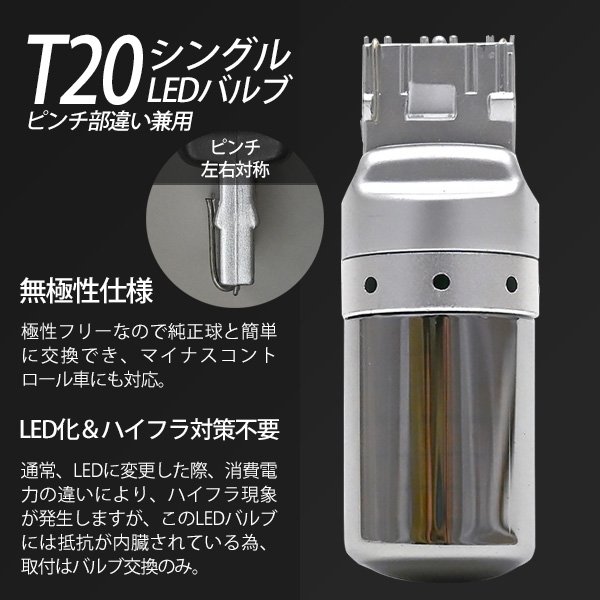 T20シングル
LEDバルブ
ピンチ部違い兼用
ピンチ
左右対称
無極性仕様
極性フリーなので純正球と簡単
に交換でき、マイナスコント
ロール車にも対応。
LED化＆ハイフラ対策不要
通常、LEDに変更した際、消費電
力の違いにより、ハイフラ現象
が発生しますが、このLEDバルブ
には抵抗が内臓されている為、
取付はバルブ交換のみ。